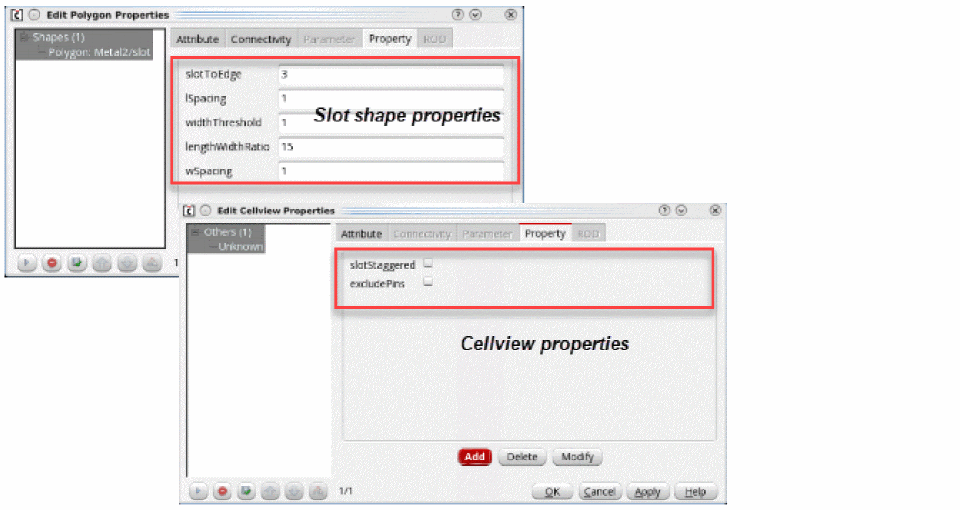 Edit Polygon Properties
Shapes (1)
Polygon: Metal2/slot
Attribute Connectivity Parameter Property ROD
slotToEdge 3
lSpacing 1
widthThreshold 1
Slot shape properties
lengthWidthRatio 15
wSpacing 1
Edit Cellview Properties
Others (1)
Unknown
Attribute Connectivity Parameter Property ROD
slotStaggered
excludePins
Cellview properties
Add Delete Modify
1
1/1
OK Cancel Apply Help